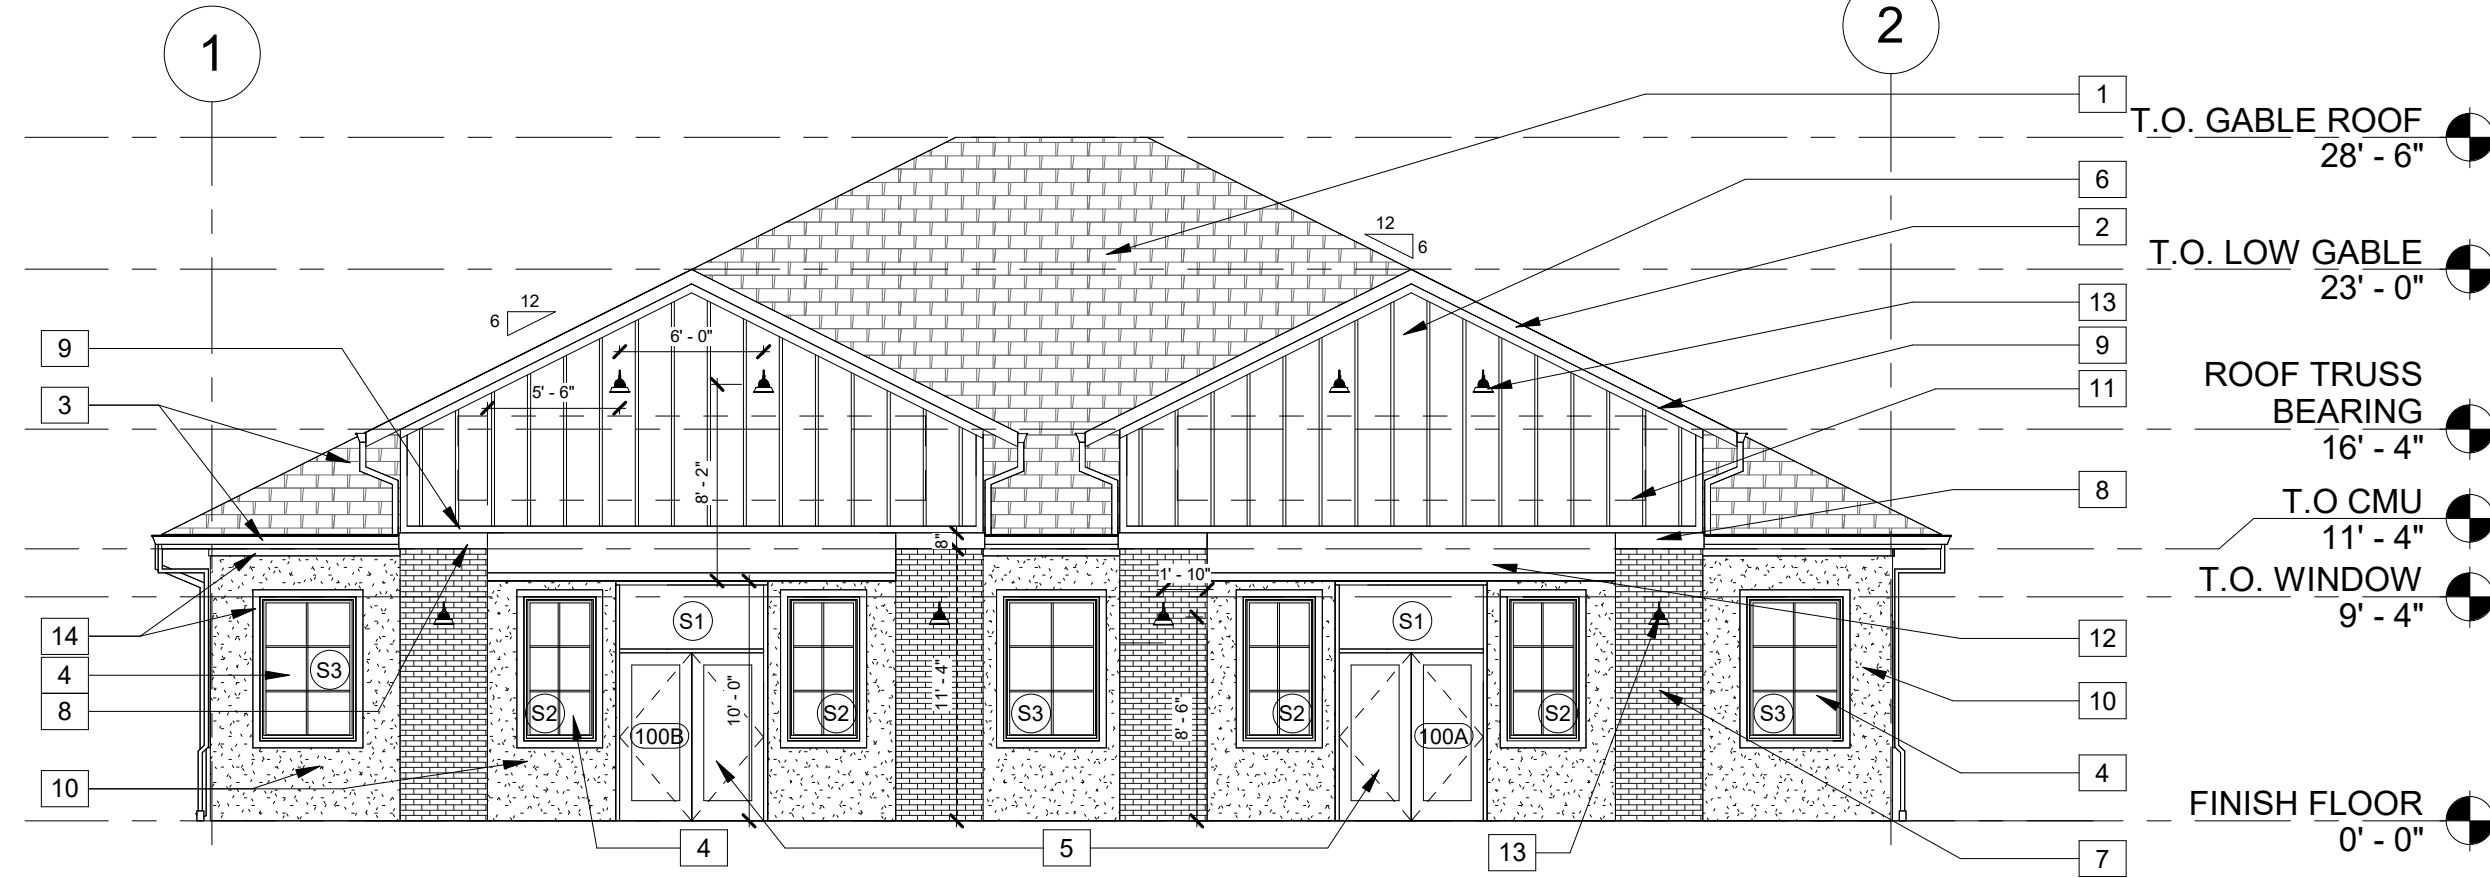 1
2
1
T.O. GABLE ROOF
28' - 6"
6
12
6
2
T.O. LOW GABLE
23' - 0"
12
6
13
9
6' - 0"
9
ROOF TRUSS
BEARING
16' - 4"
11
5' - 6"
3
8' - 2"
8
T.O CMU
11' - 4"
8"
1' - 10"
T.O. WINDOW
9' - 4"
14
S1
S1
12
4
S3
8
S2
S2
S3
S2
S2
S3
10
11' - 4"
10' - 0"
8' - 6"
100B
100A
4
10
FINISH FLOOR
0' - 0"
4
5
13
7